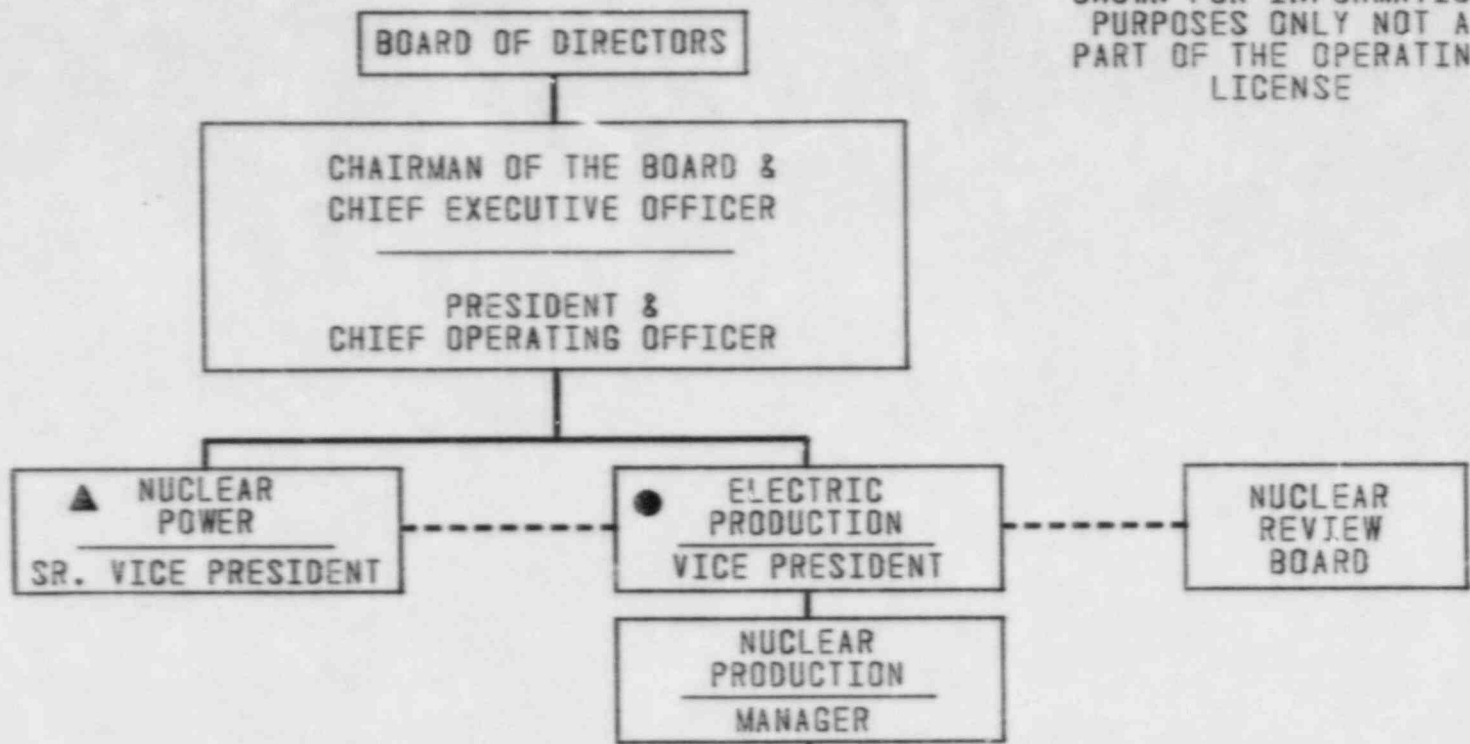 PURPOSES ONLY NOT A
PART OF THE OPERATIN
LICENSE
BOARD OF DIRECTORS
CHAIRMAN OF THE BOARD &
CHIEF EXECUTIVE OFFICER
PRESIDENT &
CHIEF OPERATING OFFICER
NUCLEAR
POWER
SR. VICE PRESIDENT
ELECTRIC
PRODUCTION
VICE PRESIDENT
NUCLEAR
REVIEW
BOARD
NUCLEAR
PRODUCTION
MANAGER